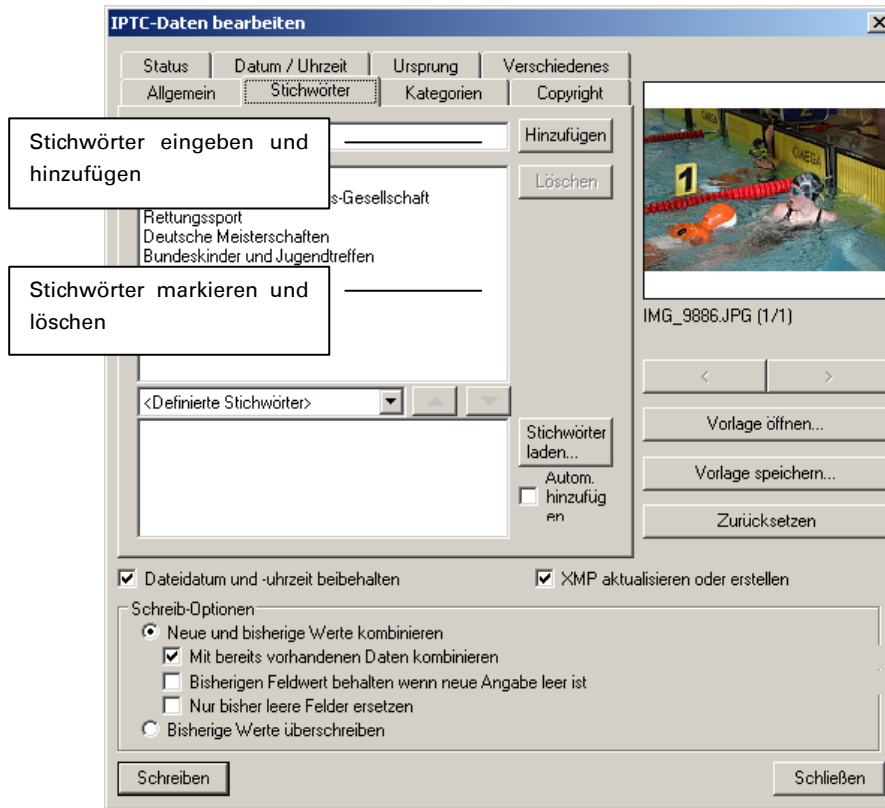 IPTC-Daten bearbeiten
Status Datum / Uhrzeit Ursprung Verschiedenes
Allgemein Stichwörter Kategorien Copyright
Stichwörter eingeben und
hinzufügen
Hinzufügen
Löschen
s-Gesellschaft
Rettungssport
Deutsche Meisterschaften
Bundeskinder und Jugendtreffen
Stichwörter markieren und
löschen
<Definierte Stichwörter>
Stichwörter
laden...
Autom.
hinzufüg
en
OMEGA
1
IMG_9886.JPG (1/1)
< >
Vorlage öffnen...
Vorlage speichern...
Zurücksetzen
Dateidatum und -uhrzeit beibehalten
XMP aktualisieren oder erstellen
Schreib-Optionen
Neue und bisherige Werte kombinieren
Mit bereits vorhandenen Daten kombinieren
Bisherigen Feldwert behalten wenn neue Angabe leer ist
Nur bisher leere Felder ersetzen
Bisherige Werte überschreiben
Schreiben
Schließen